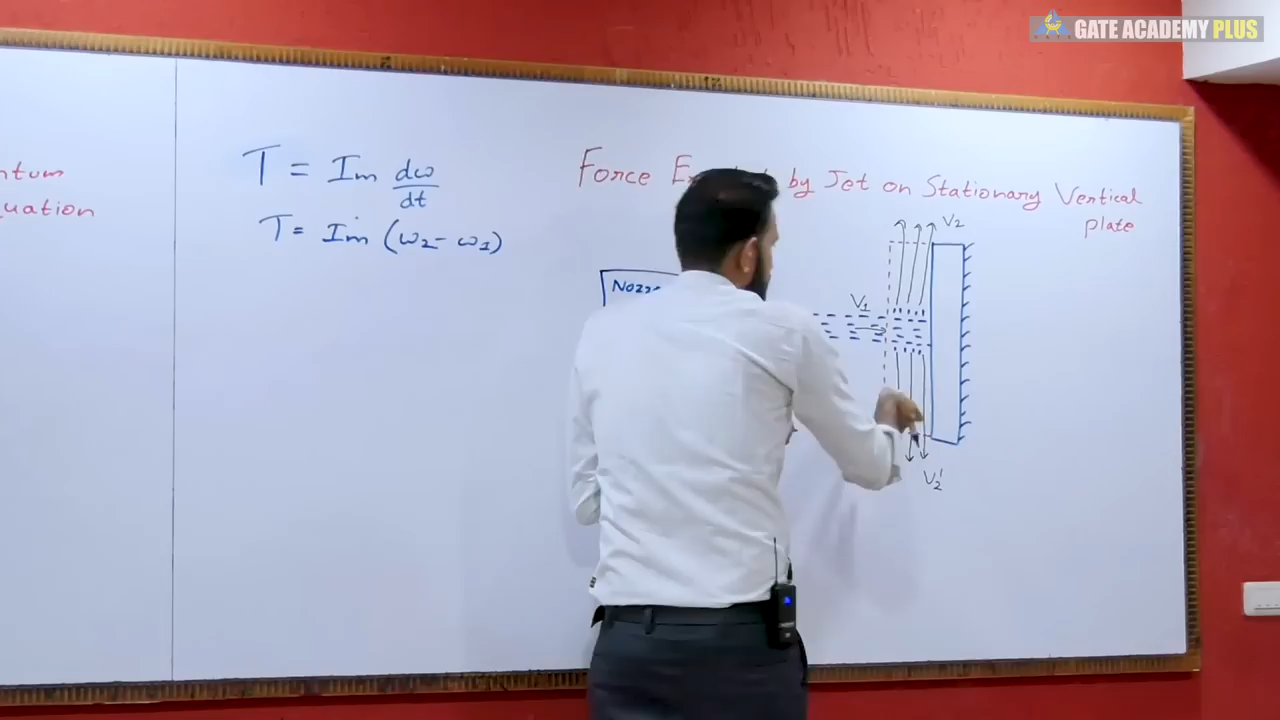 GATE ACADEMY PLUS
ntum
uation
T = Im dω/dt
T = Iṁ (ω2 - ω1)
Force by Jet on Stationary Vertical
plate
V2
V1
V2'